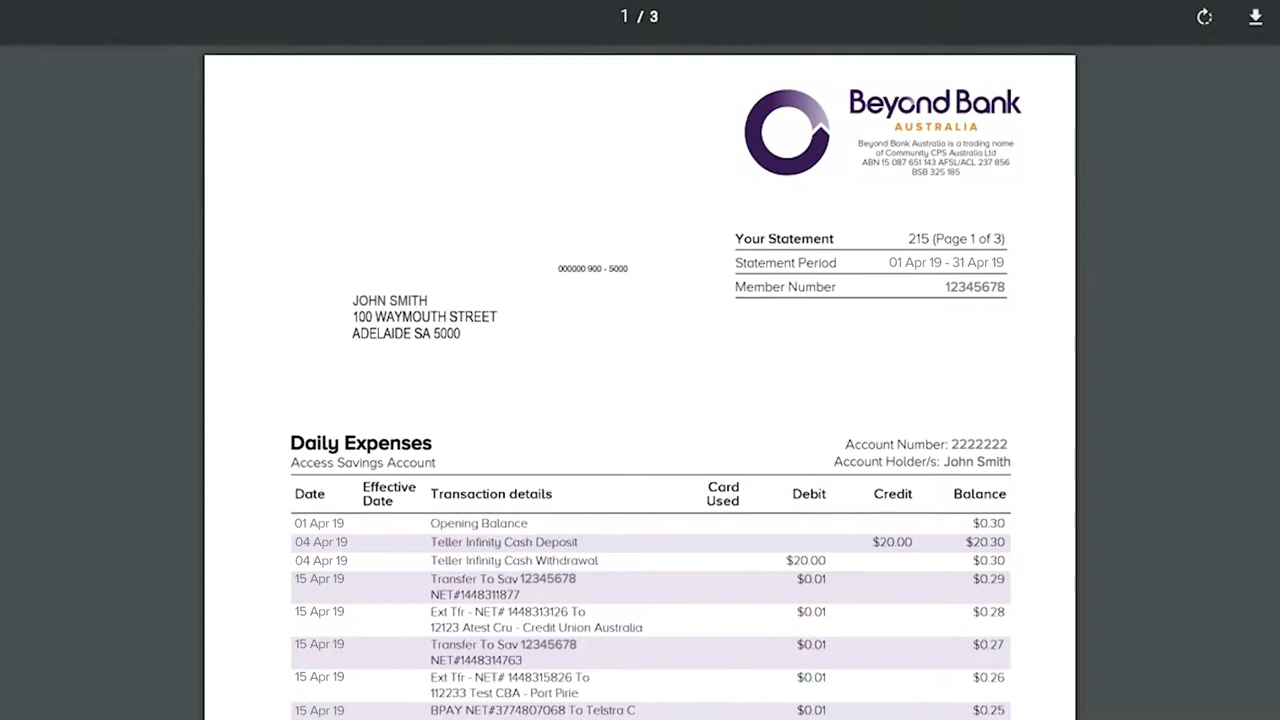 1 / 3
Beyond Bank
AUSTRALIA
Beyond Bank Australia is a trading name
of Community CPS Australia Ltd
ABN 15 087 651 143 AFSL/ACL 237 856
BSB 325 185
Your Statement 215 (Page 1 of 3)
Statement Period 01 Apr 19 - 31 Apr 19
Member Number 12345678
000000 900 - 5000
JOHN SMITH
100 WAYMOUTH STREET
ADELAIDE SA 5000
Daily Expenses
Access Savings Account
Account Number: 2222222
Account Holder/s: John Smith
Date Effective Date Transaction details Card Used Debit Credit Balance
01 Apr 19 Opening Balance $0.30
04 Apr 19 Teller Infinity Cash Deposit $20.00 $20.30
04 Apr 19 Teller Infinity Cash Withdrawal $20.00 $0.30
15 Apr 19 Transfer To Sav 12345678 $0.01 $0.29
NET#1448311877
15 Apr 19 Ext Tfr - NET# 1448313126 To $0.01 $0.28
12123 Atest Cru - Credit Union Australia
15 Apr 19 Transfer To Sav 12345678 $0.01 $0.27
NET#1448314763
15 Apr 19 Ext Tfr - NET# 1448315826 To $0.01 $0.26
112233 Test CBA - Port Pirie
15 Apr 19 BPAY NET#3774807068 To Telstra C $0.01 $0.25